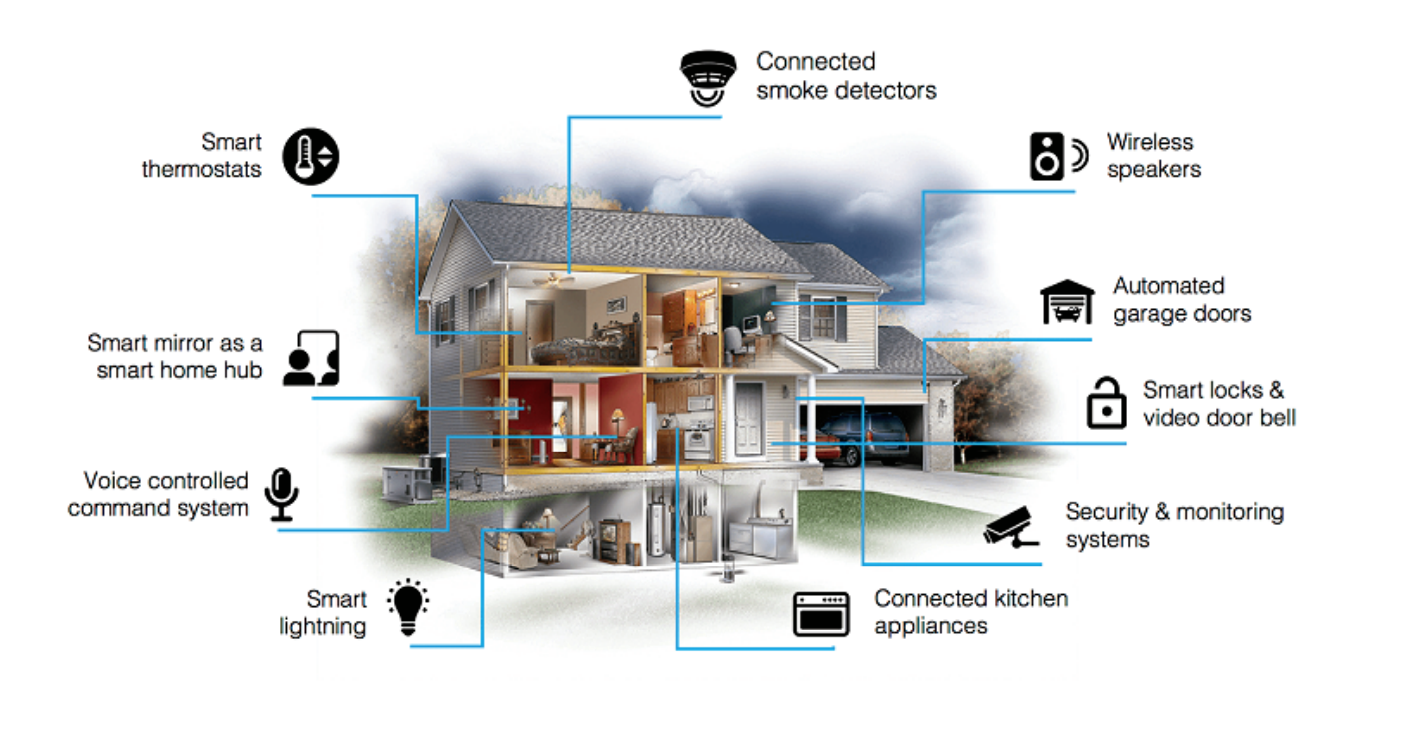 Connected
smoke detectors
Smart
thermostats
Wireless
speakers
Automated
garage doors
Smart mirror as a
smart home hub
Smart locks &
video door bell
Voice controlled
command system
Security & monitoring
systems
Smart
lightning
Connected kitchen
appliances